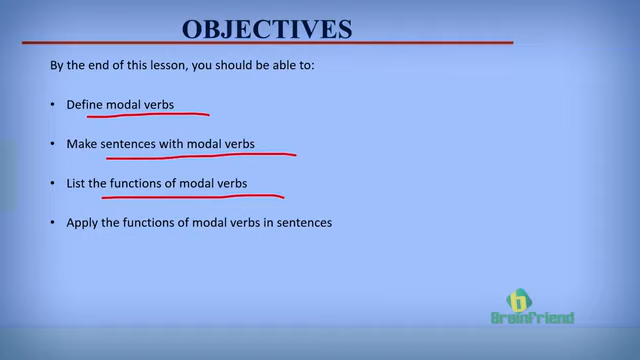 OBJECTIVES
By the end of this lesson, you should be able to:
• Define modal verbs
• Make sentences with modal verbs
• List the functions of modal verbs
• Apply the functions of modal verbs in sentences
b
Brainfriend